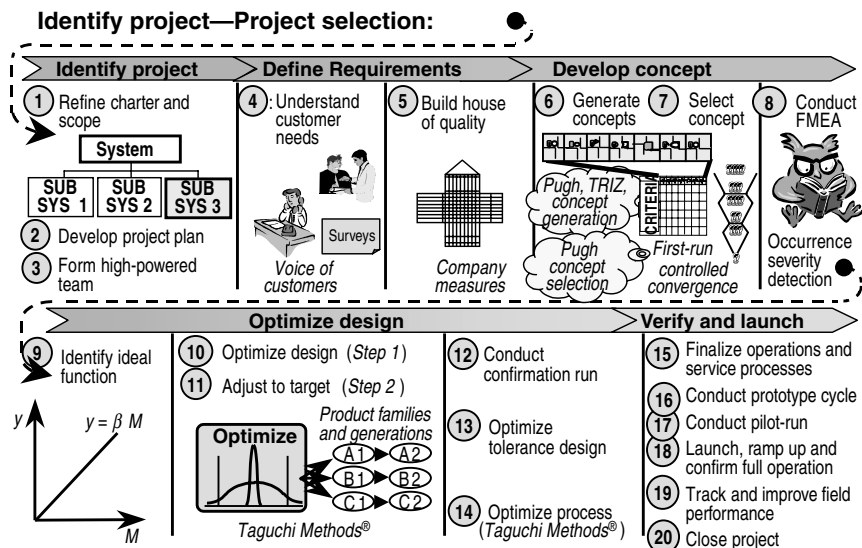 Identify project—Project selection:
Identify project
Define Requirements
Develop concept
1 Refine charter and
scope
System
SUB
SYS 1
SUB
SYS 2
SUB
SYS 3
2 Develop project plan
3 Form high-powered
team
4 : Understand
customer
needs
Surveys
Voice of
customers
5 Build house
of quality
Company
measures
6 Generate
concepts
7 Select
concept
Pugh, TRIZ,
concept
generation
CRITERIA
Pugh
concept
selection
First-run
controlled
convergence
8 Conduct
FMEA
Occurrence
severity
detection
Optimize design
Verify and launch
9 Identify ideal
function
y
y = β M
M
10 Optimize design (Step 1)
11 Adjust to target (Step 2)
Product families
and generations
Optimize
A1 A2
B1 B2
C1 C2
Taguchi Methods®
12 Conduct
confirmation run
13 Optimize
tolerance design
14 Optimize process
(Taguchi Methods®)
15 Finalize operations and
service processes
16 Conduct prototype cycle
17 Conduct pilot-run
18 Launch, ramp up and
confirm full operation
19 Track and improve field
performance
20 Close project